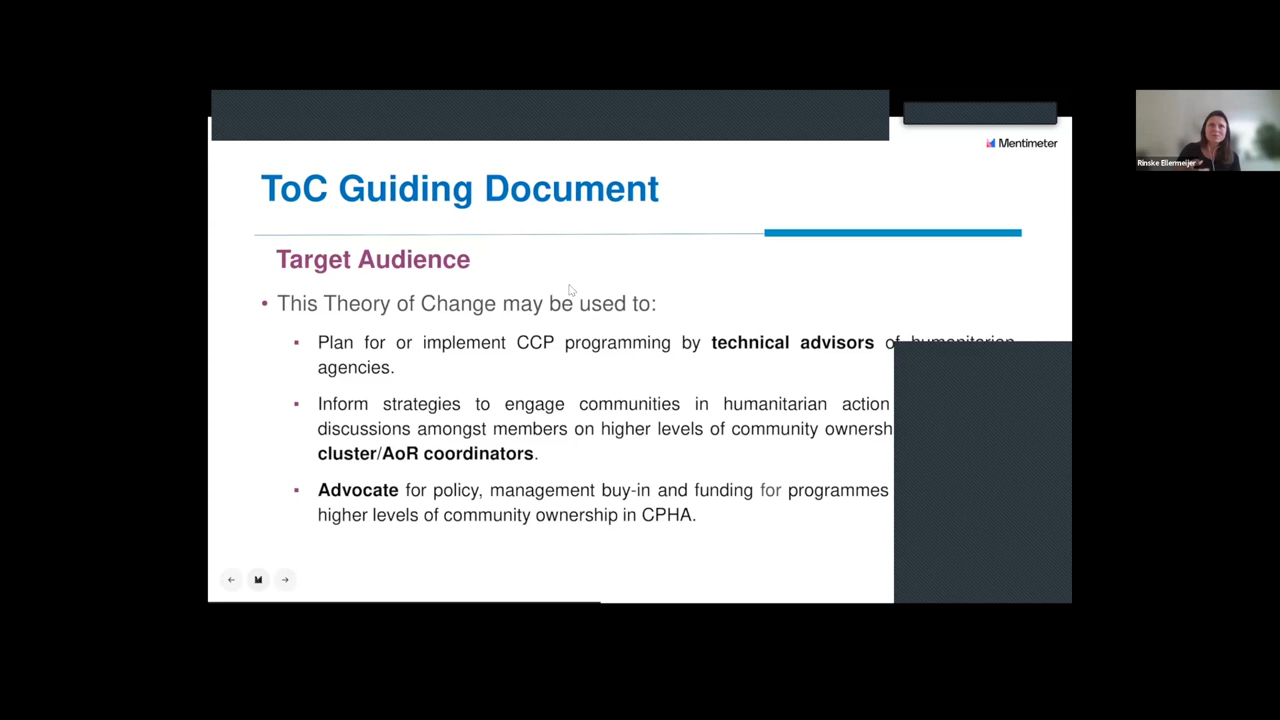 Mentimeter
Rinske Ellermeijer
ToC Guiding Document
Target Audience
• This Theory of Change may be used to:
▪ Plan for or implement CCP programming by technical advisors of humanitarian
agencies.
▪ Inform strategies to engage communities in humanitarian action
discussions amongst members on higher levels of community ownersh
cluster/AoR coordinators.
▪ Advocate for policy, management buy-in and funding for programmes
higher levels of community ownership in CPHA.